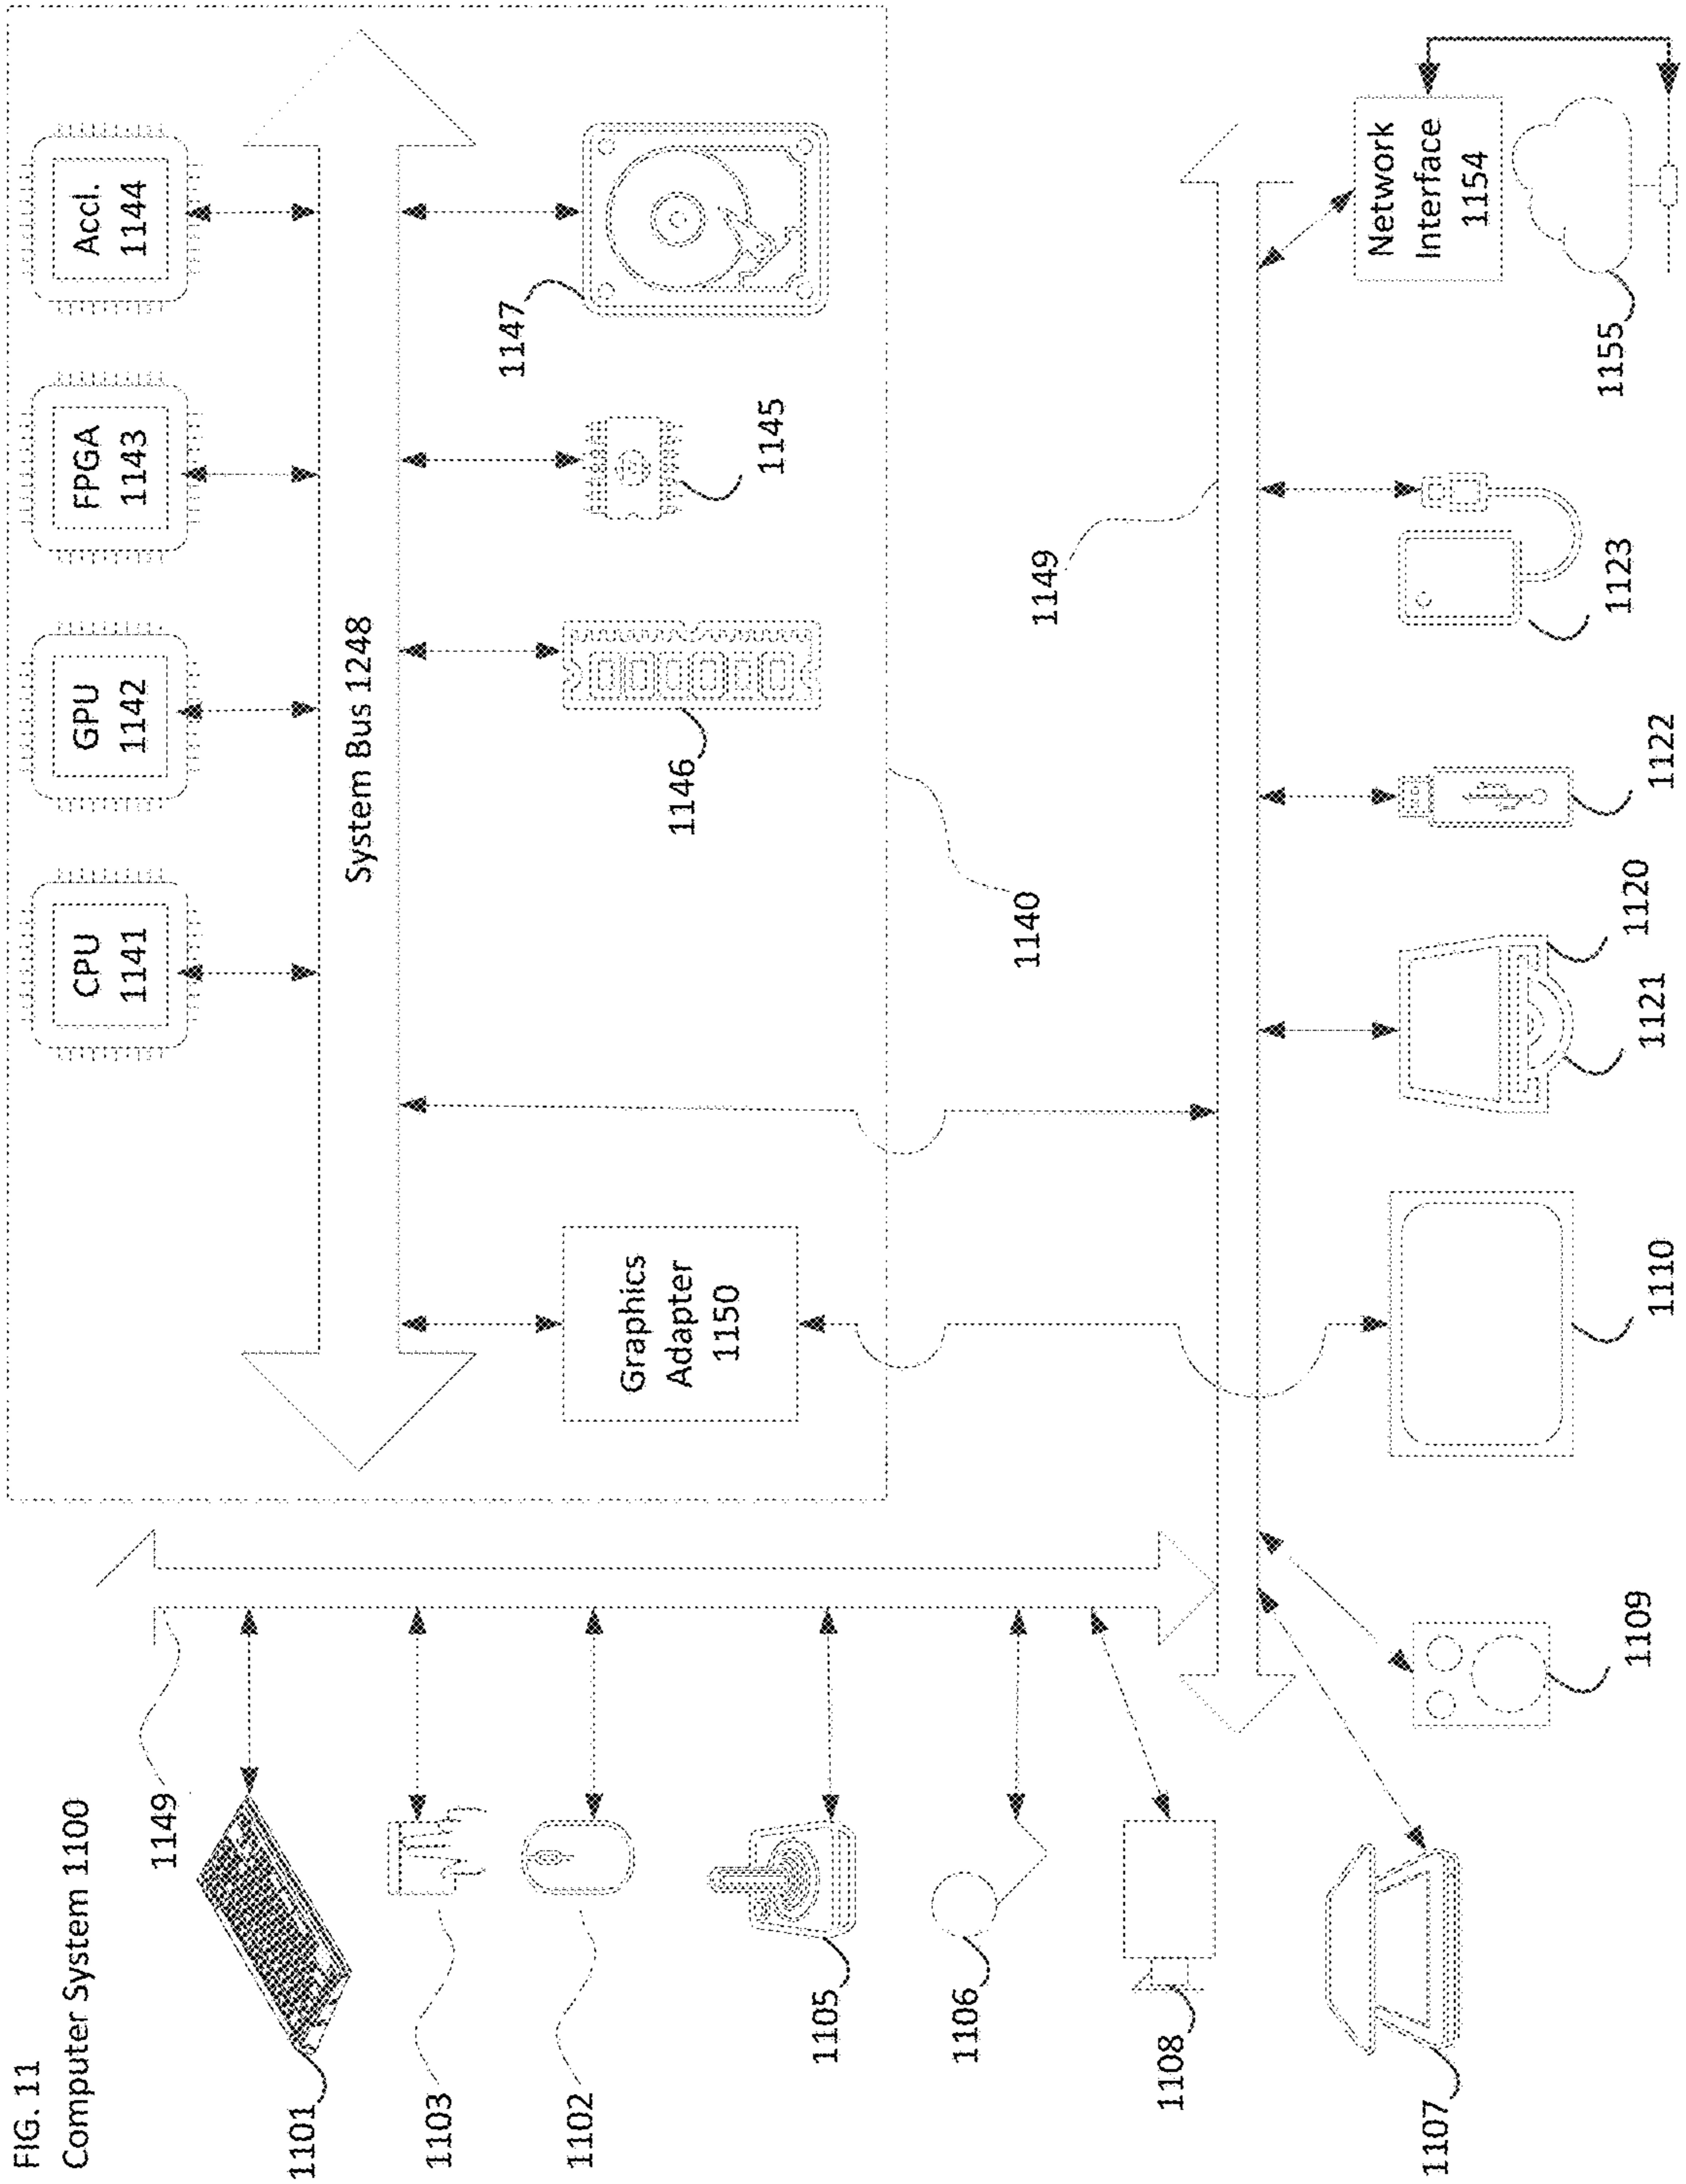 FIG. 11
Computer System 1100
1149
1101
1103
1102
1105
1106
1108
1107
CPU
1141
GPU
1142
FPGA
1143
Accl.
1144
System Bus 1248
1147
1145
1146
Graphics
Adapter
1150
1140
1149
Network
Interface
1154
1155
1109
1110
1121
1120
1122
1123